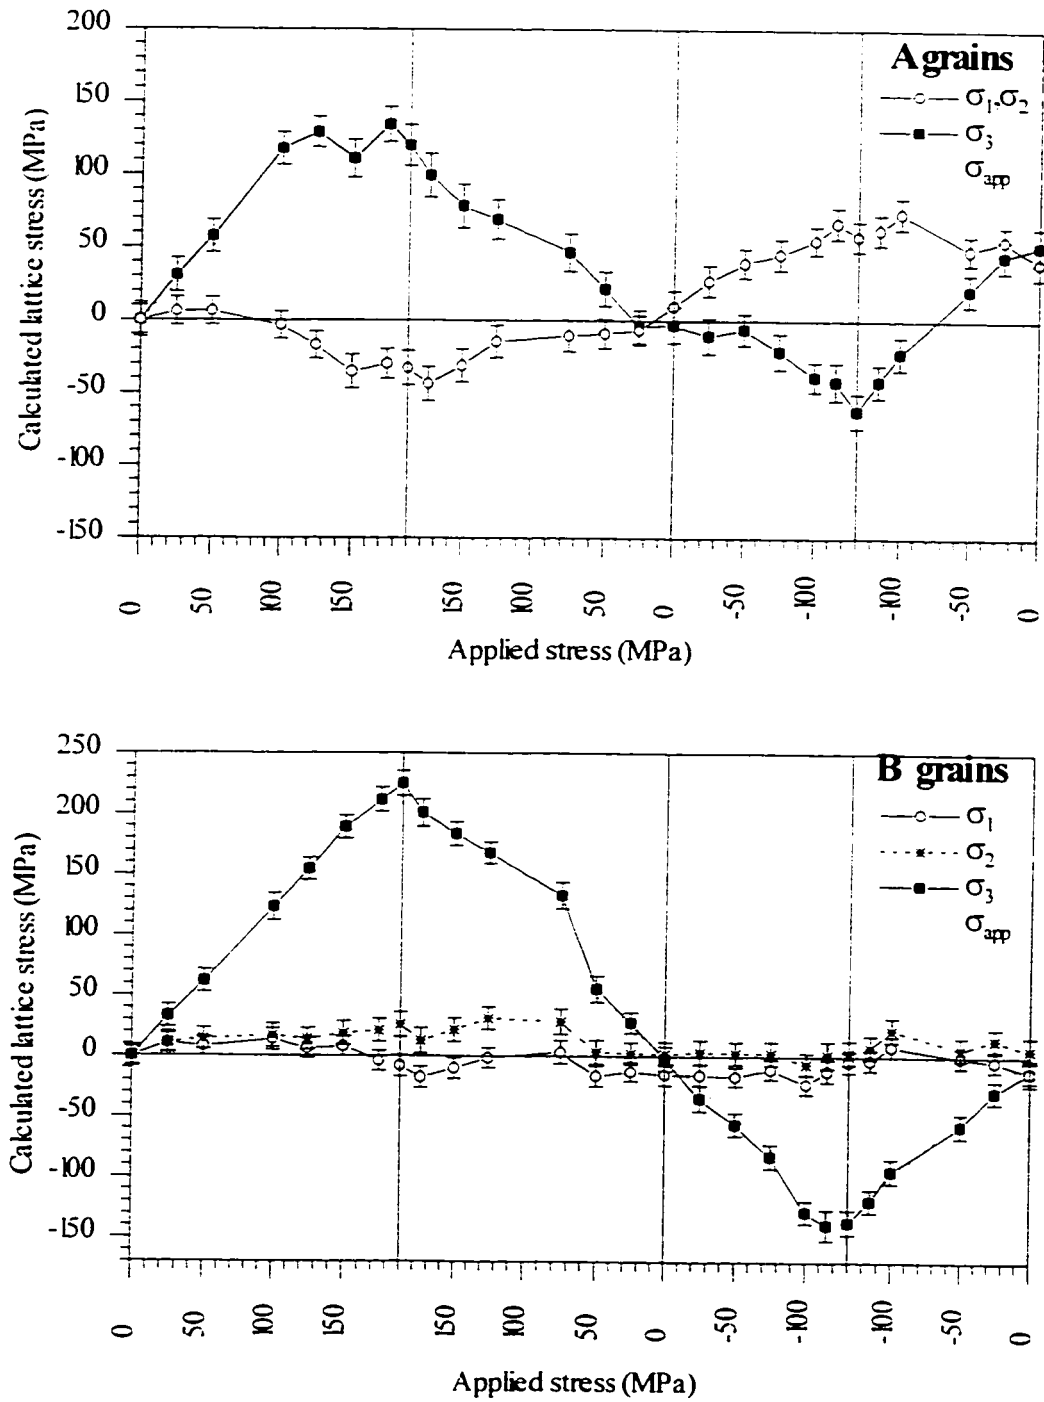 200
150
100
50
0
-50
-100
-150
Calculated lattice stress (MPa)
A grains
σ1,σ2
σ3
σapp
0 50 100 150 150 100 50 0 -50 -100 -100 -50 0
Applied stress (MPa)
250
200
150
100
50
0
-50
-100
-150
Calculated lattice stress (MPa)
B grains
σ1
σ2
σ3
σapp
0 50 100 150 150 100 50 0 -50 -100 -100 -50 0
Applied stress (MPa)